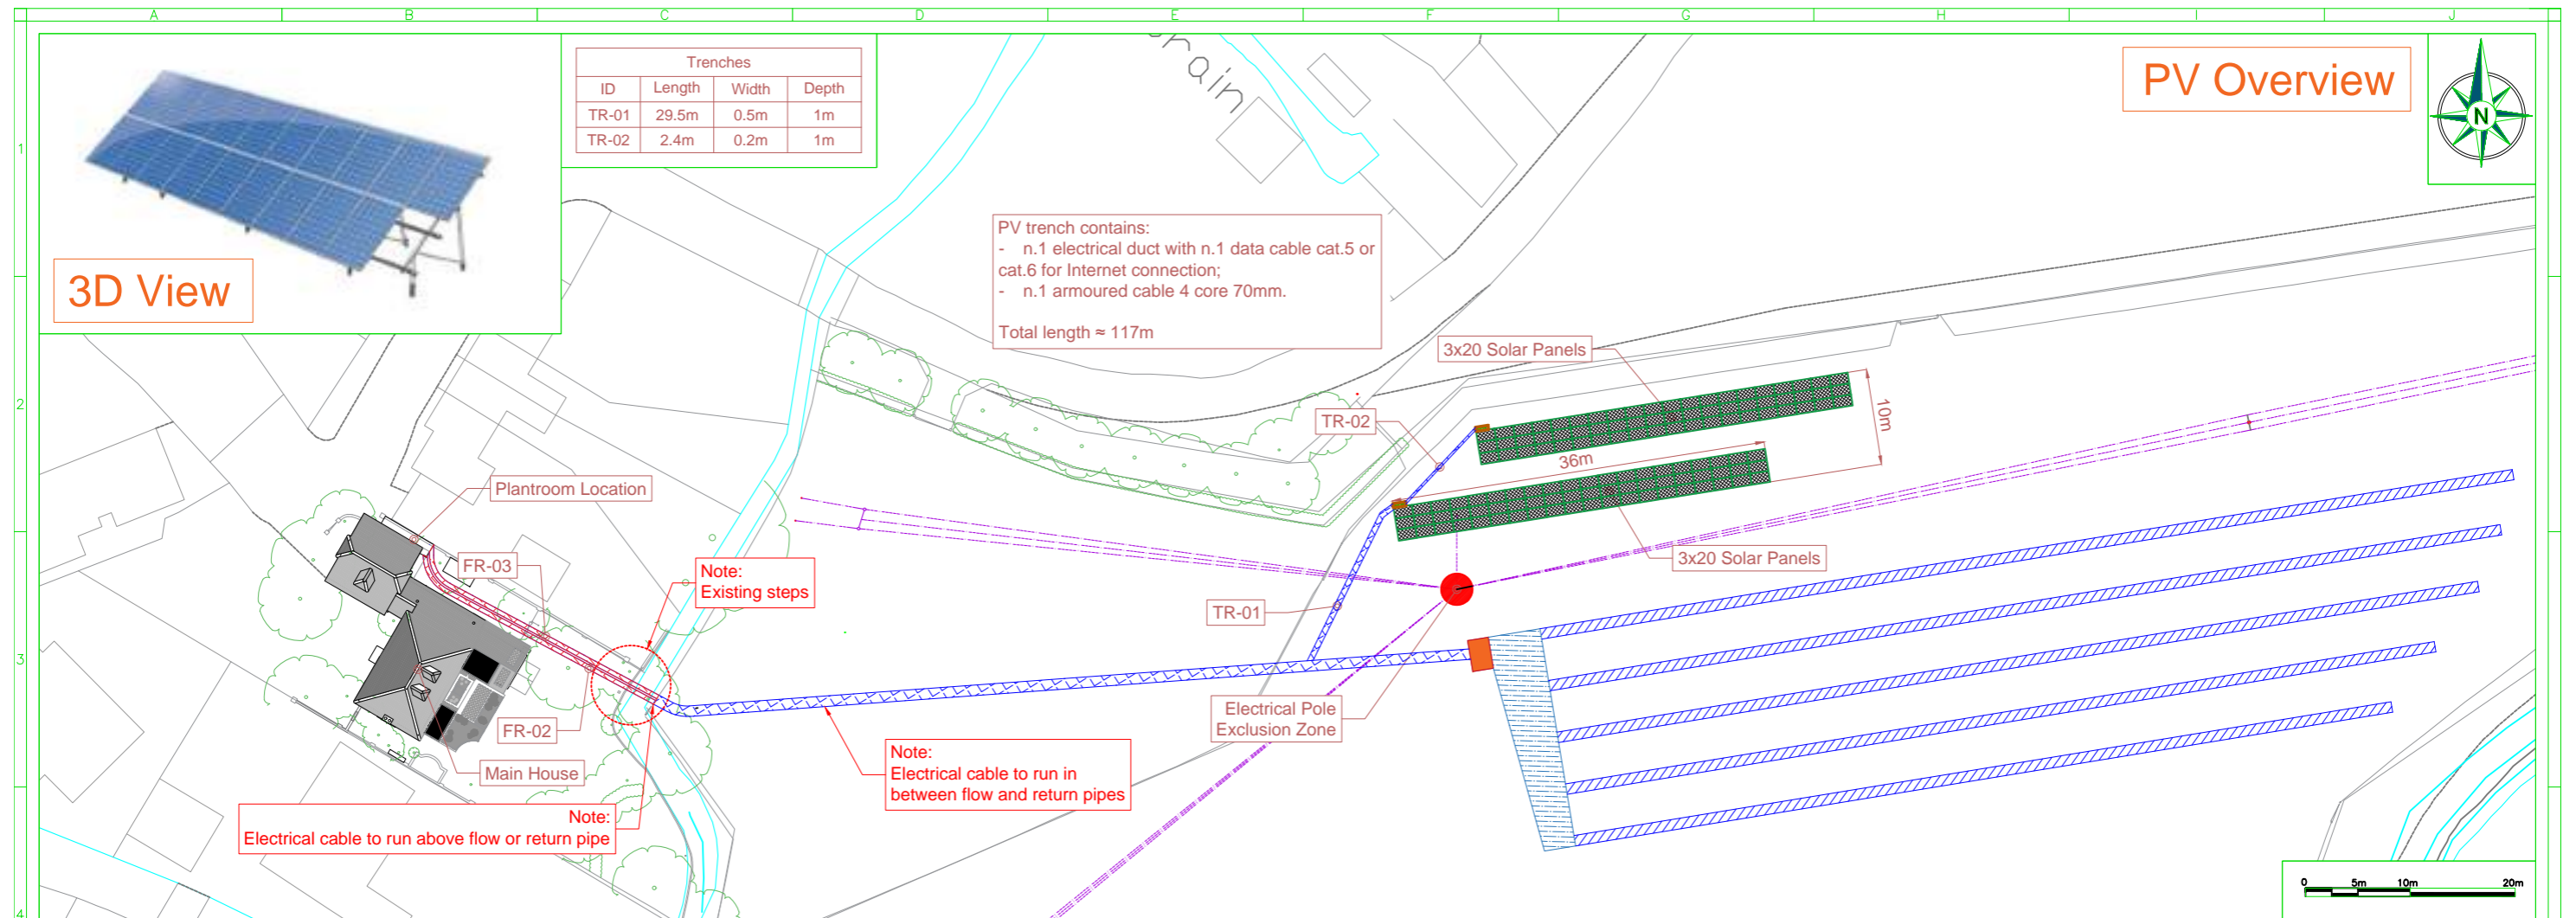 A B C D E F G H I J
Trenches
ID Length Width Depth
TR-01 29.5m 0.5m 1m
TR-02 2.4m 0.2m 1m
rain
PV Overview
N
1
PV trench contains:
- n.1 electrical duct with n.1 data cable cat.5 or
cat.6 for Internet connection;
- n.1 armoured cable 4 core 70mm.
Total length ≈ 117m
3D View
3x20 Solar Panels
2
10m
TR-02
36m
Plantroom Location
3x20 Solar Panels
FR-03
Note:
Existing steps
TR-01
3
Electrical Pole
Exclusion Zone
FR-02
Note:
Electrical cable to run in
between flow and return pipes
Main House
Note:
Electrical cable to run above flow or return pipe
0 5m 10m 20m
4